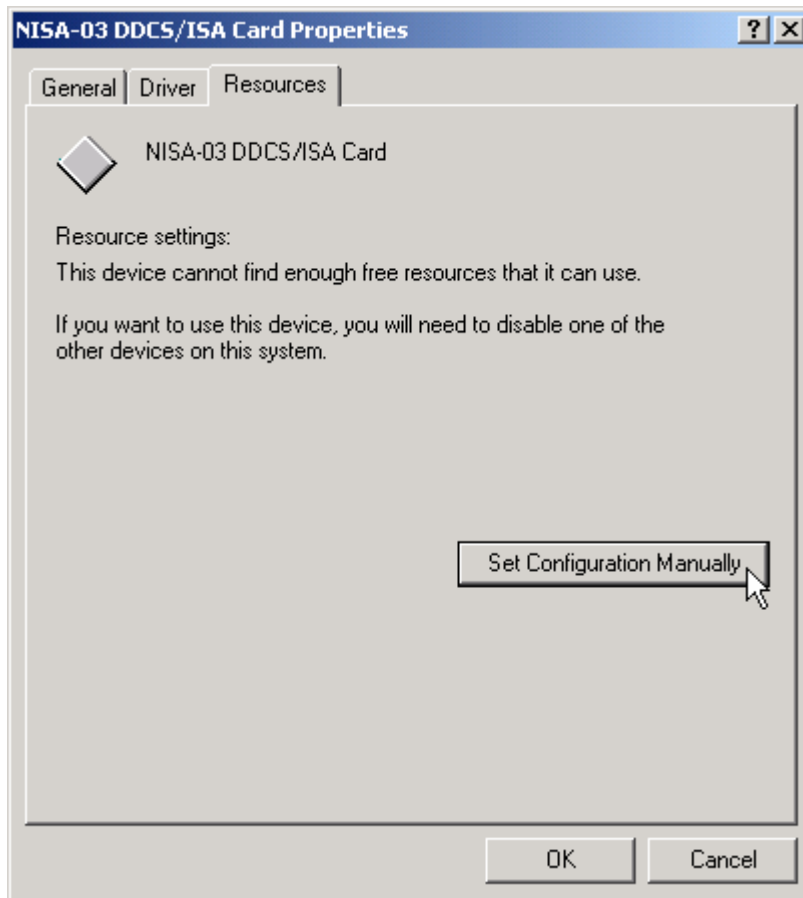 NISA-03 DDCS/ISA Card Properties
General Driver Resources
NISA-03 DDCS/ISA Card
Resource settings:
This device cannot find enough free resources that it can use.
If you want to use this device, you will need to disable one of the
other devices on this system.
Set Configuration Manually
OK Cancel